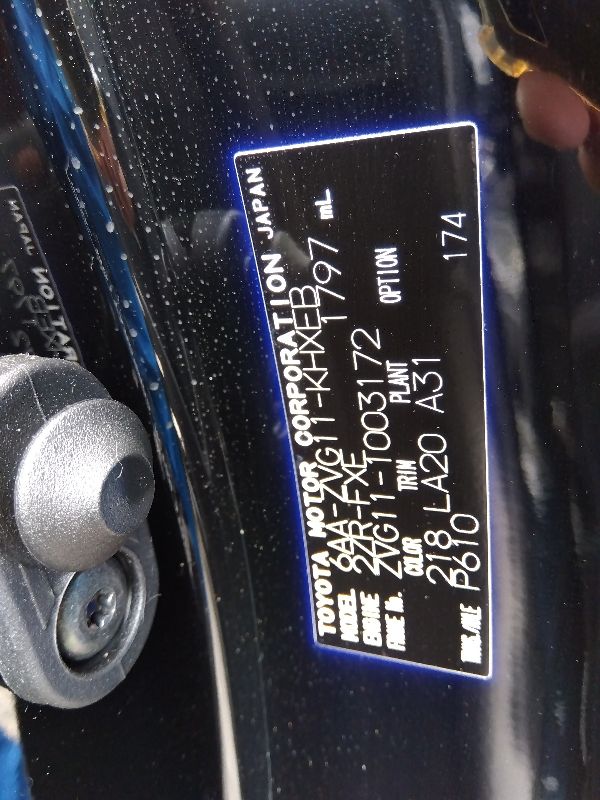 TOYOTA MOTOR CORPORATION JAPAN
MODEL 6AA-ZVG11-KHXEB
ENGINE 2ZR-FXE 1797 mL
FRAME No. ZVG11-1003172
COLOR TRIM PLANT OPTION
218 LA20 A31 174
TRANS./AXLE P610